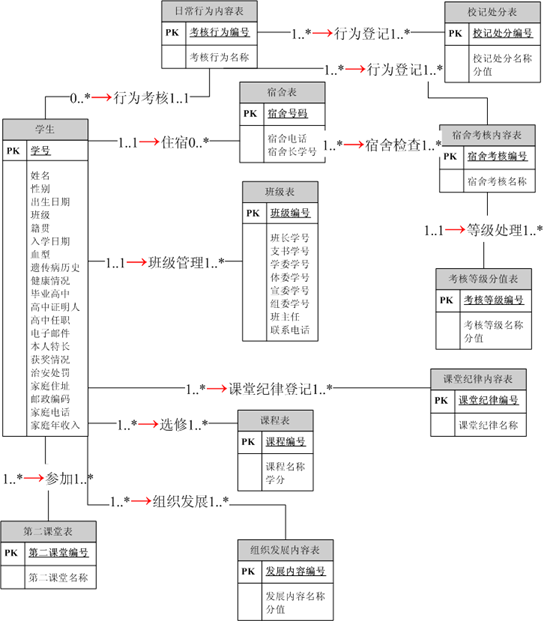 日常行为内容表
PK 考核行为编号
考核行为名称
1..* 行为登记1..*
校记处分表
PK 校记处分编号
校记处分名称
分值
1..* 行为登记1..*
0..* 行为考核1..1
宿舍表
PK 宿舍号码
宿舍电话
宿舍长学号
1..1 住宿0..*
1..* 宿舍检查1..*
宿舍考核内容表
PK 宿舍考核编号
宿舍考核名称
学生
PK 学号
姓名
性别
出生日期
班级
籍贯
入学日期
血型
遗传病历史
健康情况
毕业高中
高中证明人
高中任职
电子邮件
本人特长
获奖情况
治安处罚
家庭住址
邮政编码
家庭电话
家庭年收入
班级表
PK 班级编号
班长学号
支书学号
学委学号
体委学号
宣委学号
组委学号
班主任
联系电话
1..1 班级管理1..*
1..1 等级处理1..*
考核等级分值表
PK 考核等级编号
考核等级名称
分值
1..* 课堂纪律登记1..*
课堂纪律内容表
PK 课堂纪律编号
课堂纪律名称
1..* 选修1..*
课程表
PK 课程编号
课程名称
学分
1..* 参加1..*
1..* 组织发展1..*
第二课堂表
PK 第二课堂编号
第二课堂名称
组织发展内容表
PK 发展内容编号
发展内容名称
分值